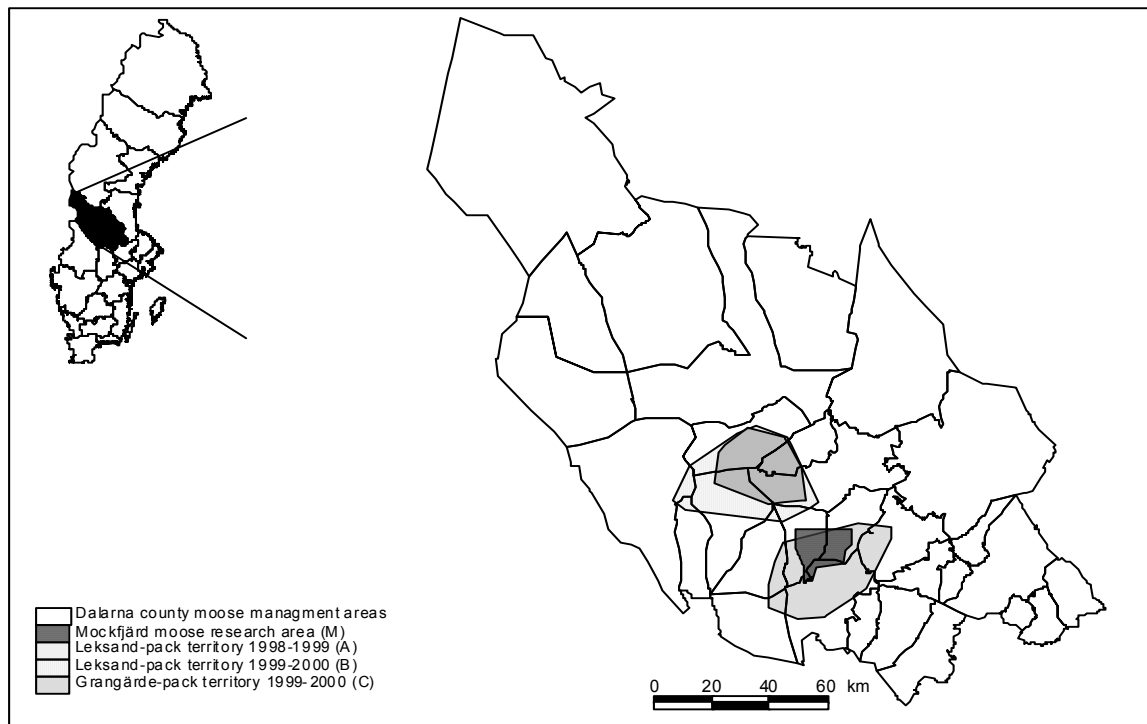 Dalarna county moose managment areas
Mockfjärd moose research area (M)
Leksand-pack territory 1998-1999 (A)
Leksand-pack territory 1999-2000 (B)
Grangärde-pack territory 1999-2000 (C)
0 20 40 60 km